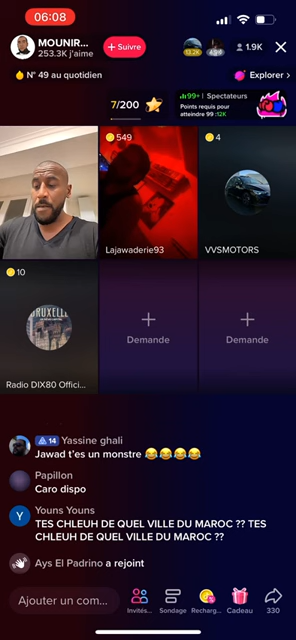 06:08
MOUNIR...
253.3K j'aime
+ Suivre
13.2K
1.9K
N° 49 au quotidien
Explorer >
7/200
99+ | Spectateurs
Points requis pour
atteindre 99 :12K
549
4
Lajawaderie93
VVSMOTORS
10
BRUXELLE
Radio DIX80 Offici...
Demande
Demande
14 Yassine ghali
Jawad t'es un monstre 😂😂😂😂
Papillon
Caro dispo
Y
Youns Youns
TES CHLEUH DE QUEL VILLE DU MAROC ?? TES
CHLEUH DE QUEL VILLE DU MAROC ??
Ays El Padrino a rejoint
Ajouter un com...
Invités...
Sondage
Recharg...
Cadeau
330